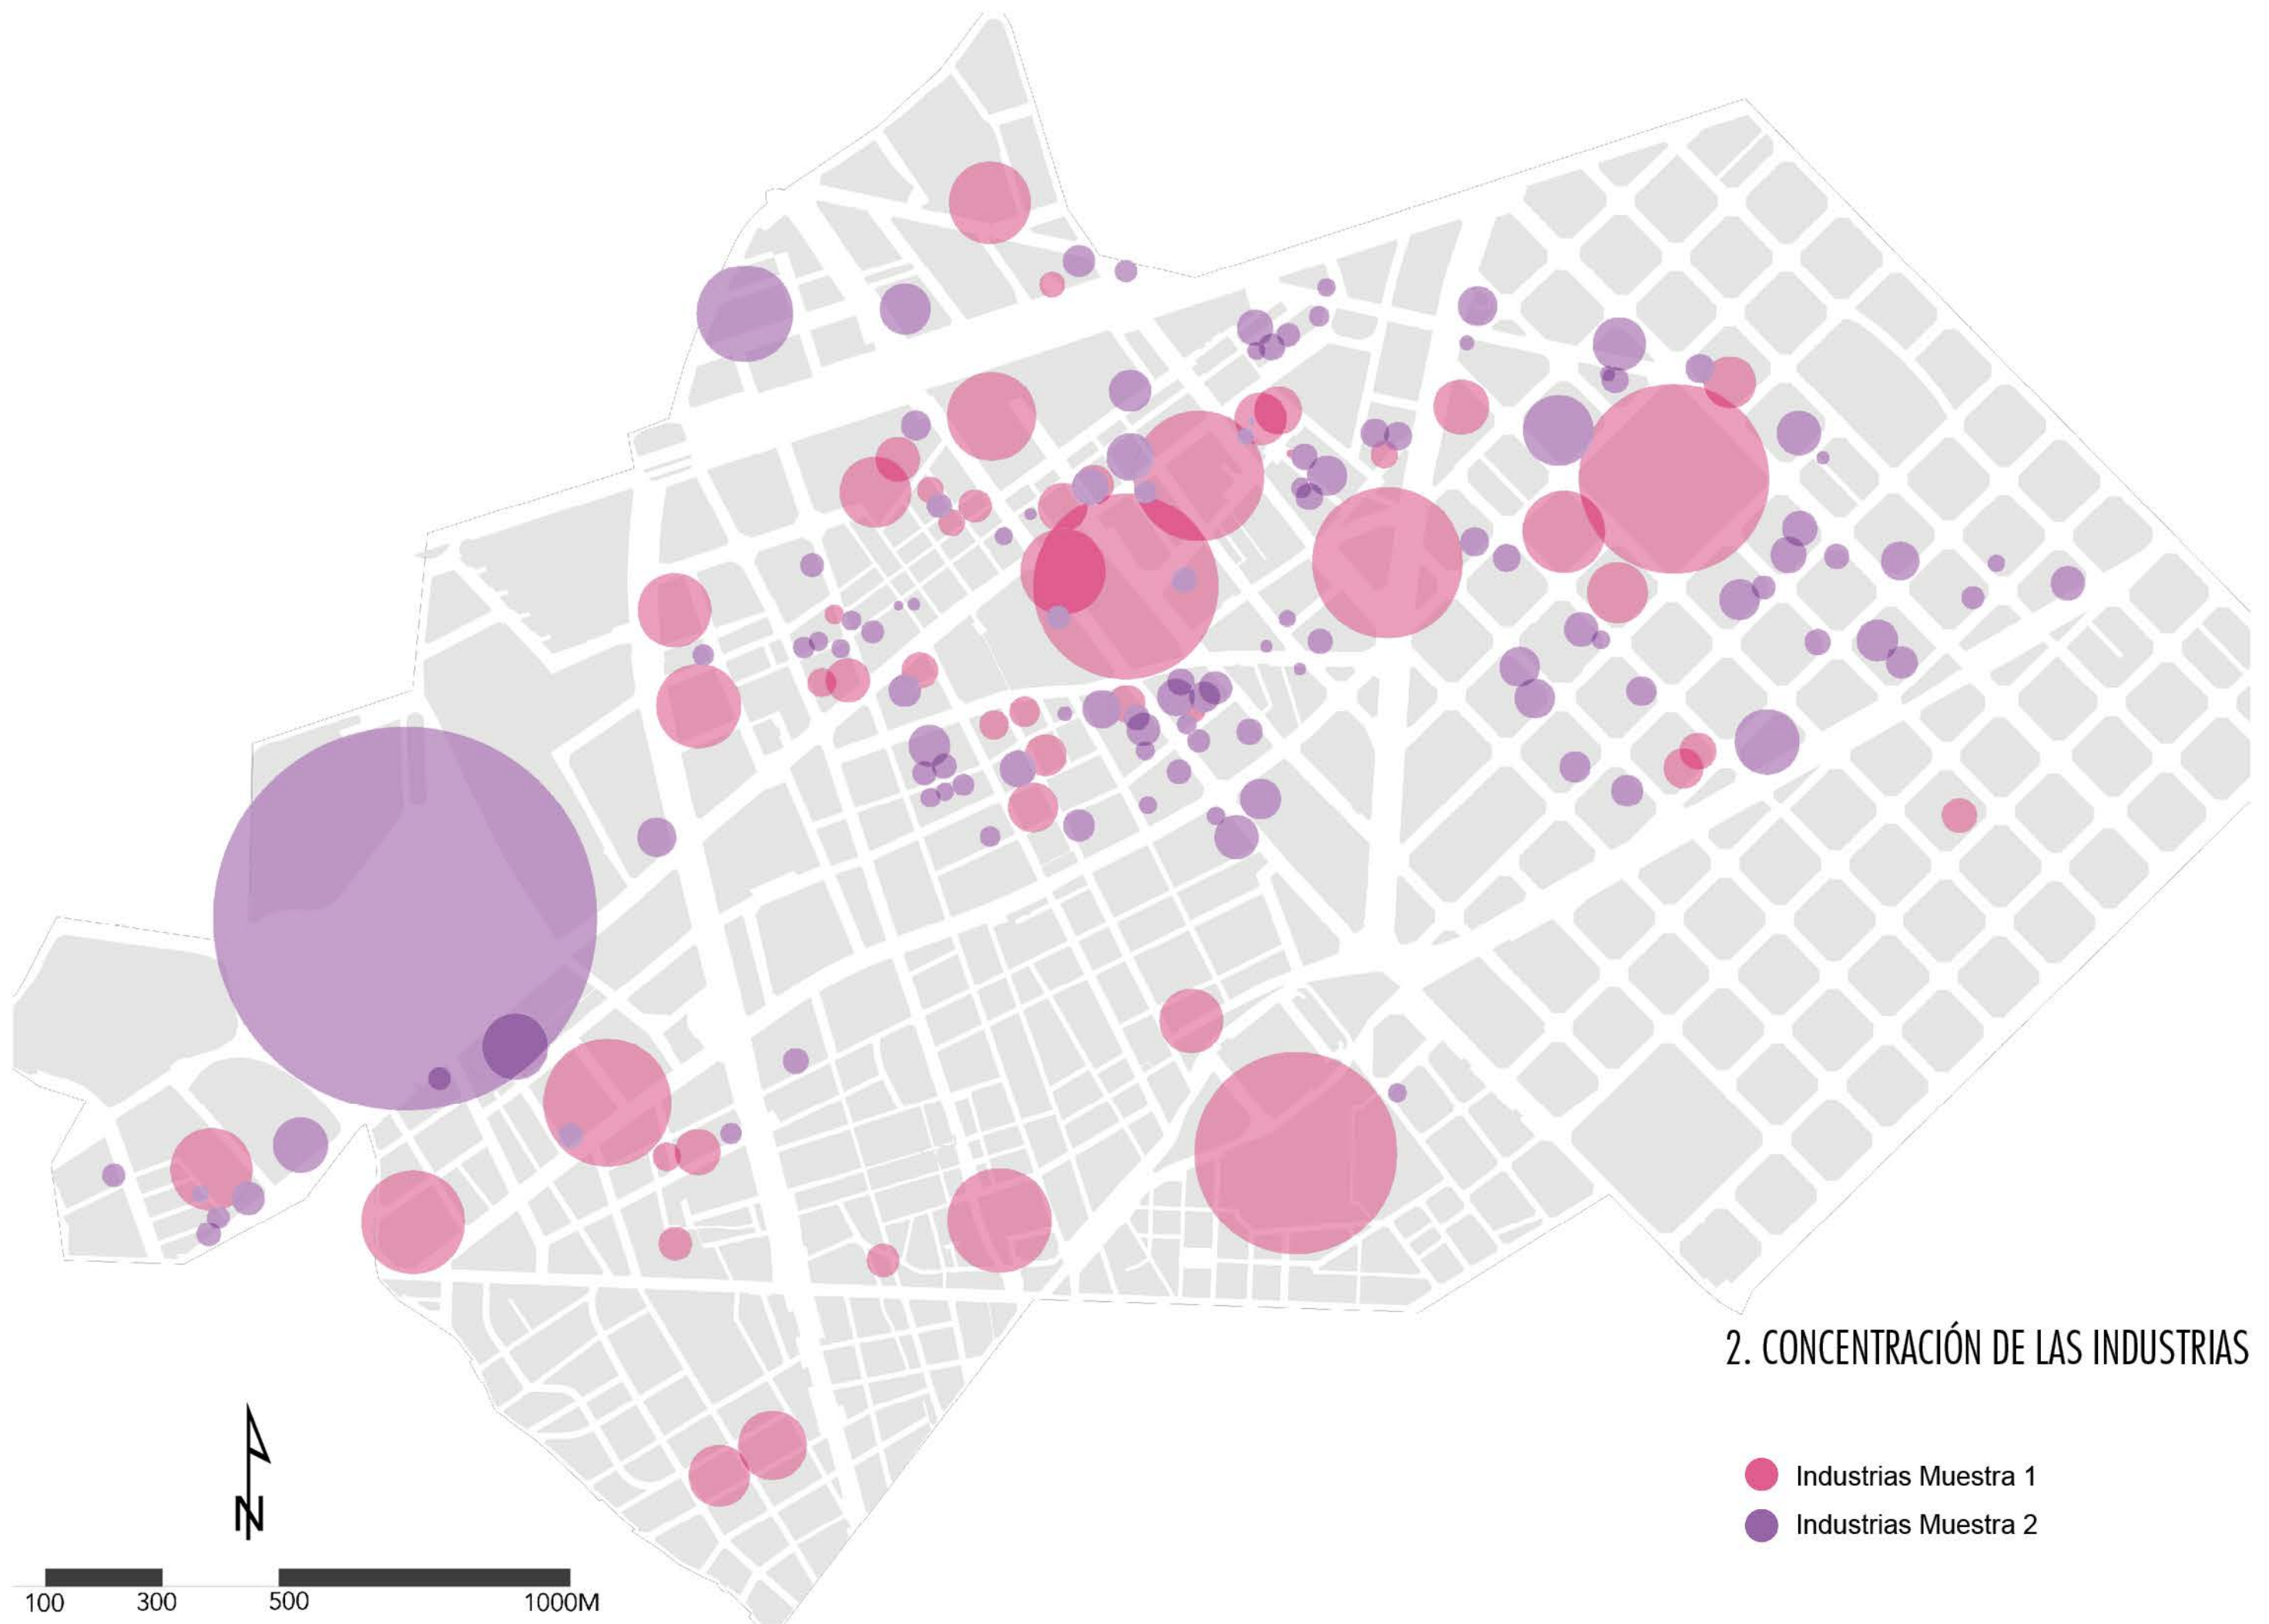 2. CONCENTRACIÓN DE LAS INDUSTRIAS
Industrias Muestra 1
Industrias Muestra 2
N
100 300 500 1000M